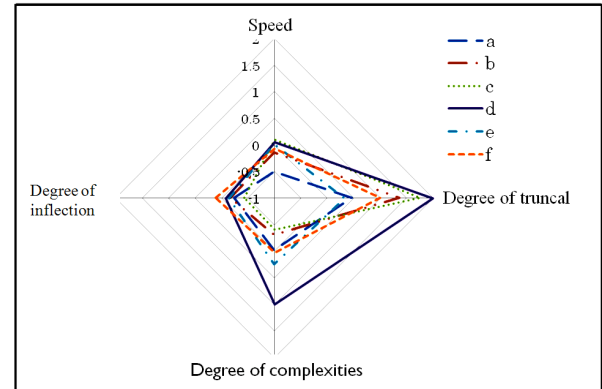 Speed
2
1.5
1
0.5
0
-0.5
-1
a
b
c
d
e
f
Degree of
inflection
Degree of truncal
Degree of complexities